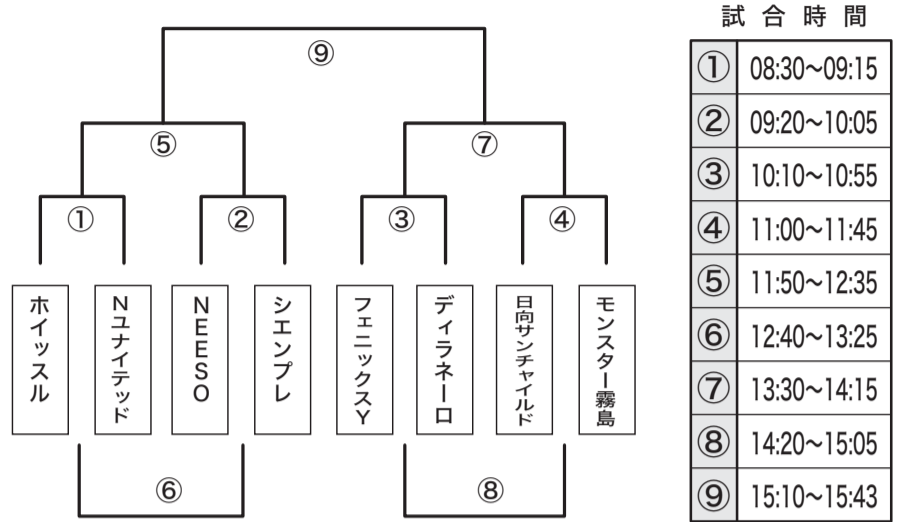 試合時間
⑨
⑤ ⑦
① ② ③ ④
ホイッスル
Nユナイテッド
NEESO
シエンプレ
フェニックスY
ディラネーロ
日向サンチャイルド
モンスター霧島
⑥ ⑧
① 08:30~09:15
② 09:20~10:05
③ 10:10~10:55
④ 11:00~11:45
⑤ 11:50~12:35
⑥ 12:40~13:25
⑦ 13:30~14:15
⑧ 14:20~15:05
⑨ 15:10~15:43